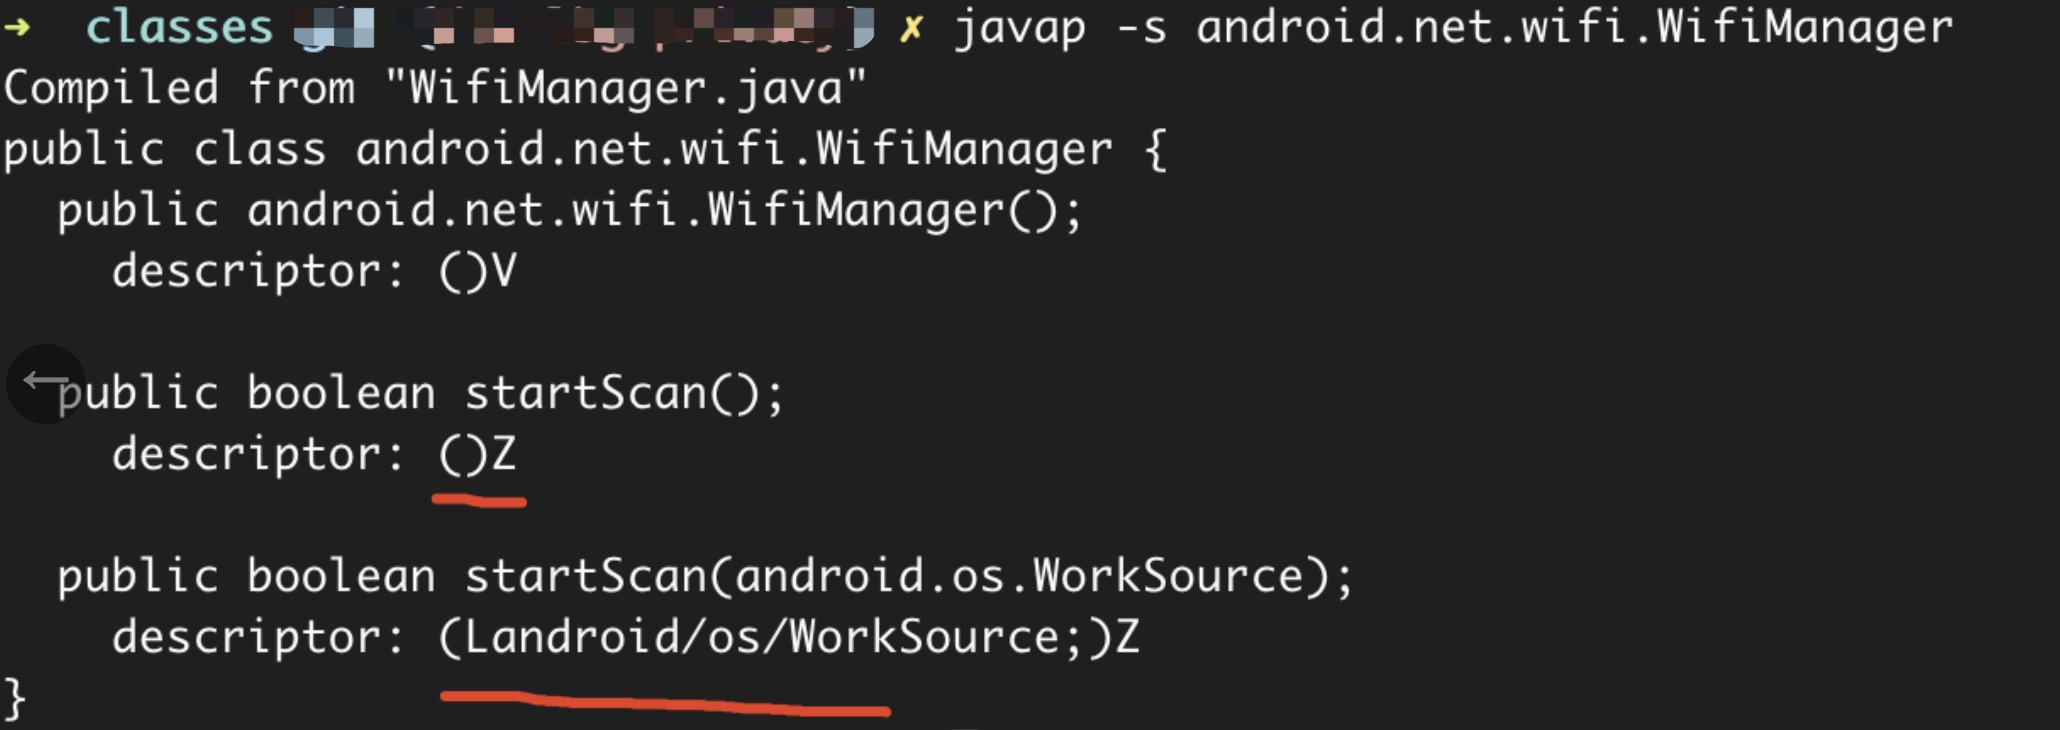 ➜ classes ✗ javap -s android.net.wifi.WifiManager
Compiled from "WifiManager.java"
public class android.net.wifi.WifiManager {
  public android.net.wifi.WifiManager();
    descriptor: ()V
  public boolean startScan();
    descriptor: ()Z
  public boolean startScan(android.os.WorkSource);
    descriptor: (Landroid/os/WorkSource;)Z
}